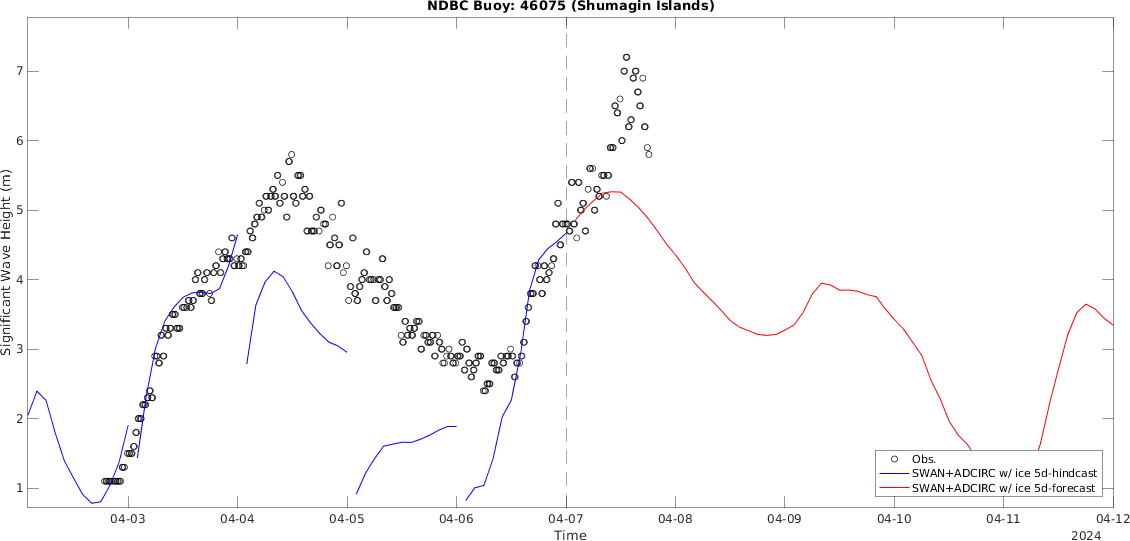 NDBC Buoy: 46075 (Shumagin Islands)
Significant Wave Height (m)
7
6
5
4
3
2
1
Obs.
SWAN+ADCIRC w/ ice 5d-hindcast
SWAN+ADCIRC w/ ice 5d-forecast
04-03 04-04 04-05 04-06 04-07 04-08 04-09 04-10 04-11 04-12
Time
2024